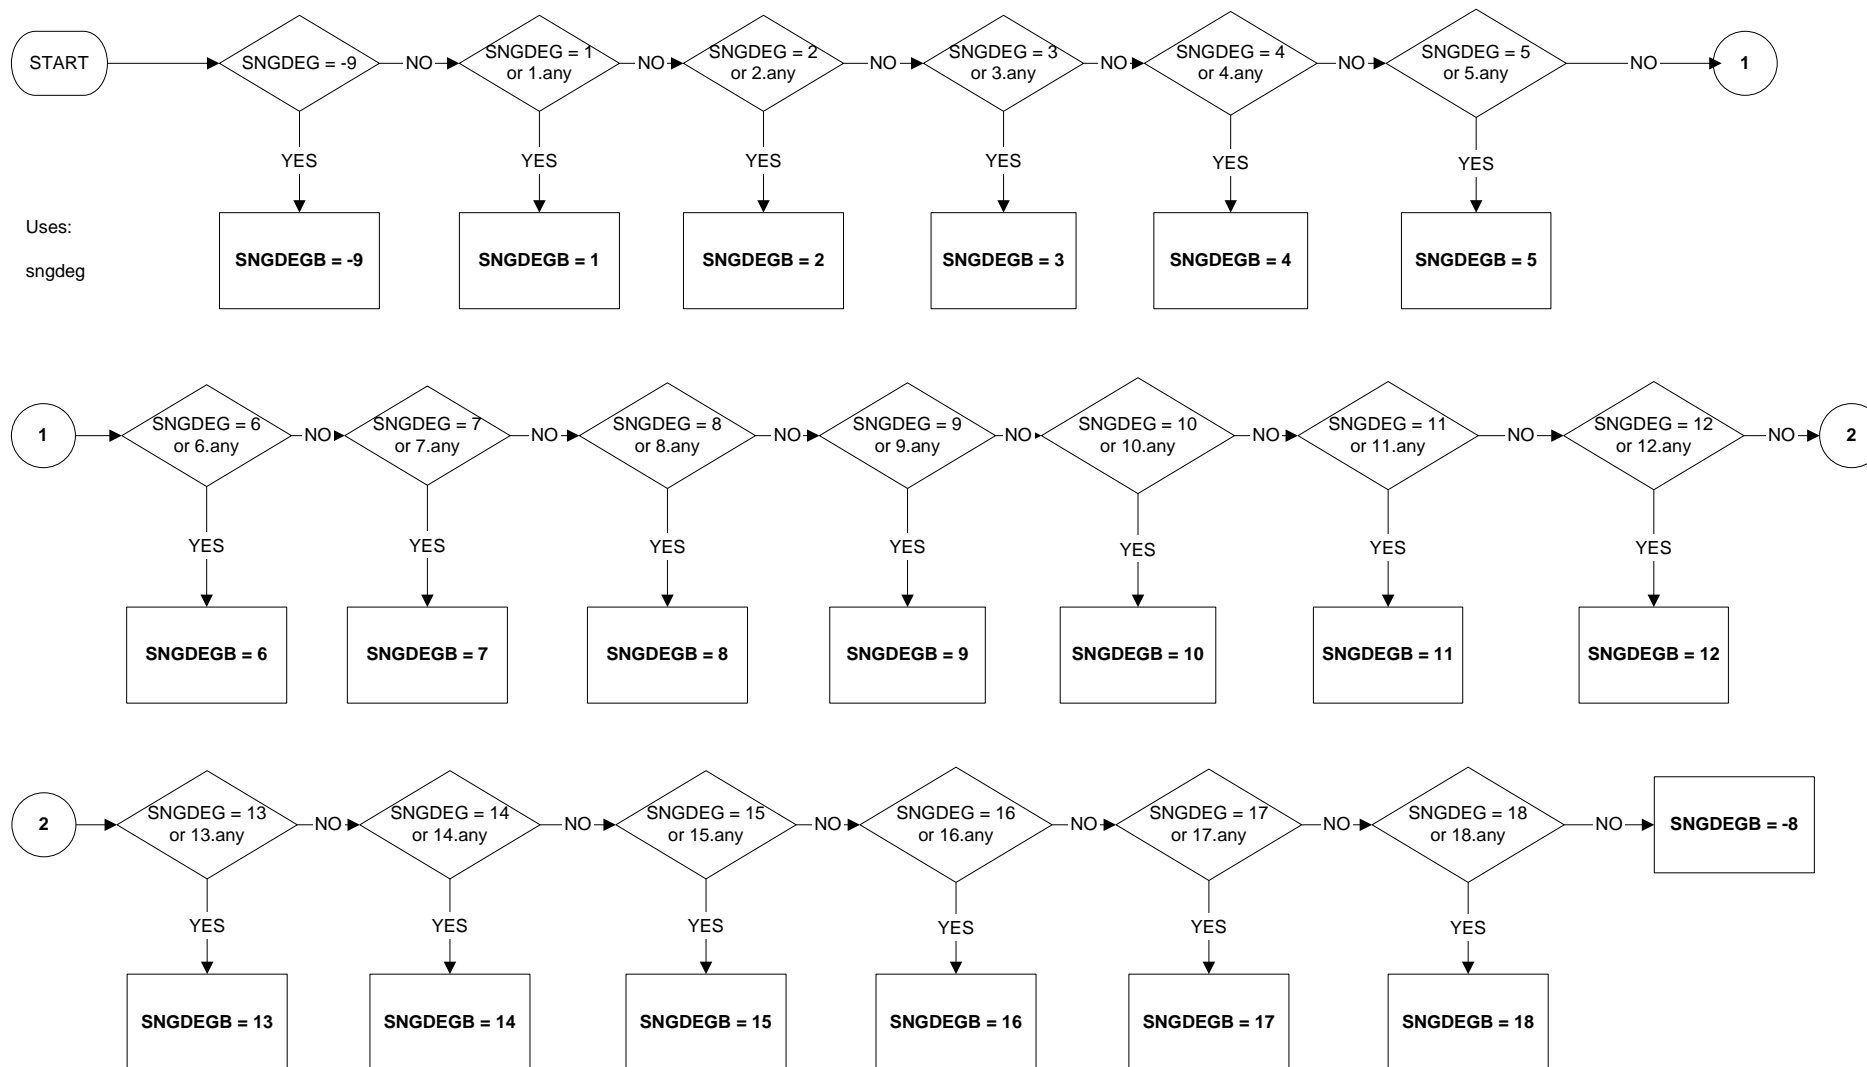 START
SNGDEG = -9
NO
SNGDEG = 1
or 1.any
NO
SNGDEG = 2
or 2.any
NO
SNGDEG = 3
or 3.any
NO
SNGDEG = 4
or 4.any
NO
SNGDEG = 5
or 5.any
NO
1
YES
YES
YES
YES
YES
YES
Uses:
sngdeg
SNGDEGB = -9
SNGDEGB = 1
SNGDEGB = 2
SNGDEGB = 3
SNGDEGB = 4
SNGDEGB = 5
1
SNGDEG = 6
or 6.any
NO
SNGDEG = 7
or 7.any
NO
SNGDEG = 8
or 8.any
NO
SNGDEG = 9
or 9.any
NO
SNGDEG = 10
or 10.any
NO
SNGDEG = 11
or 11.any
NO
SNGDEG = 12
or 12.any
NO
2
YES
YES
YES
YES
YES
YES
YES
SNGDEGB = 6
SNGDEGB = 7
SNGDEGB = 8
SNGDEGB = 9
SNGDEGB = 10
SNGDEGB = 11
SNGDEGB = 12
2
SNGDEG = 13
or 13.any
NO
SNGDEG = 14
or 14.any
NO
SNGDEG = 15
or 15.any
NO
SNGDEG = 16
or 16.any
NO
SNGDEG = 17
or 17.any
NO
SNGDEG = 18
or 18.any
NO
SNGDEGB = -8
YES
YES
YES
YES
YES
YES
SNGDEGB = 13
SNGDEGB = 14
SNGDEGB = 15
SNGDEGB = 16
SNGDEGB = 17
SNGDEGB = 18